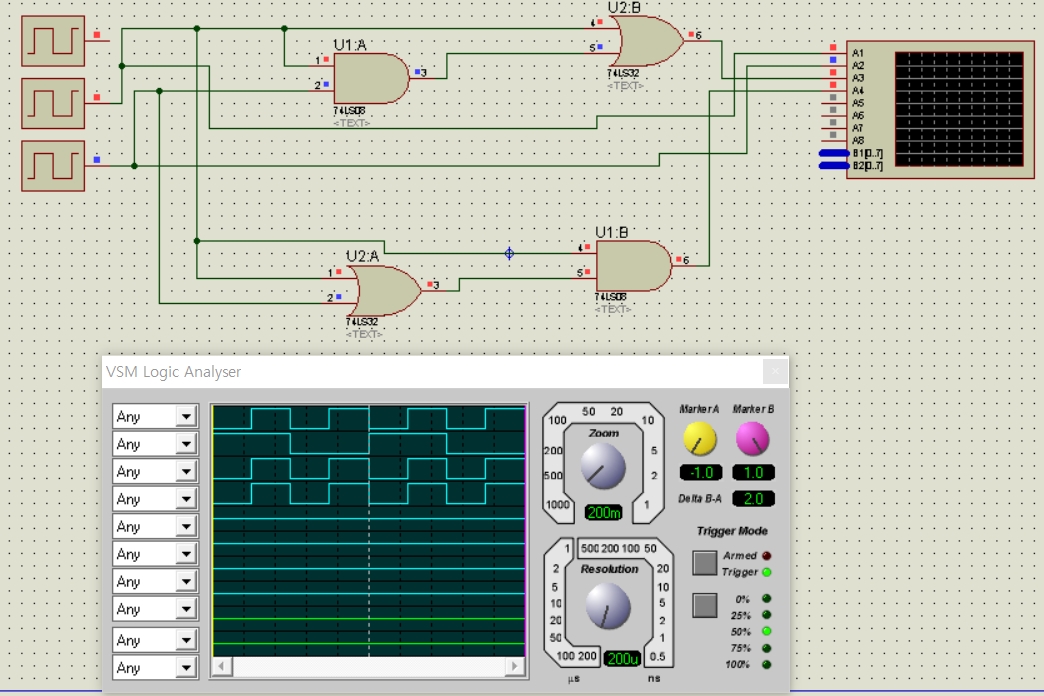 U2:B
4
5
6
74LS32
<TEXT>
U1:A
1
2
3
74LS08
<TEXT>
A1
A2
A3
A4
A5
A6
A7
A8
B1[0..7]
B2[0..7]
U2:A
1
2
3
74LS32
<TEXT>
U1:B
4
5
6
74LS08
<TEXT>
VSM Logic Analyser
Any
Any
Any
Any
Any
Any
Any
Any
Any
Any
50 20
100 10
Zoom
200 5
500 2
1000 1
200m
1 500 200 100 50
2 Resolution 20
5 10
10 5
20 2
50 1
100 200 200u 0.5
µs ns
Marker A Marker B
-1.0 1.0
Delta B-A 2.0
Trigger Mode
Armed
Trigger
0%
25%
50%
75%
100%